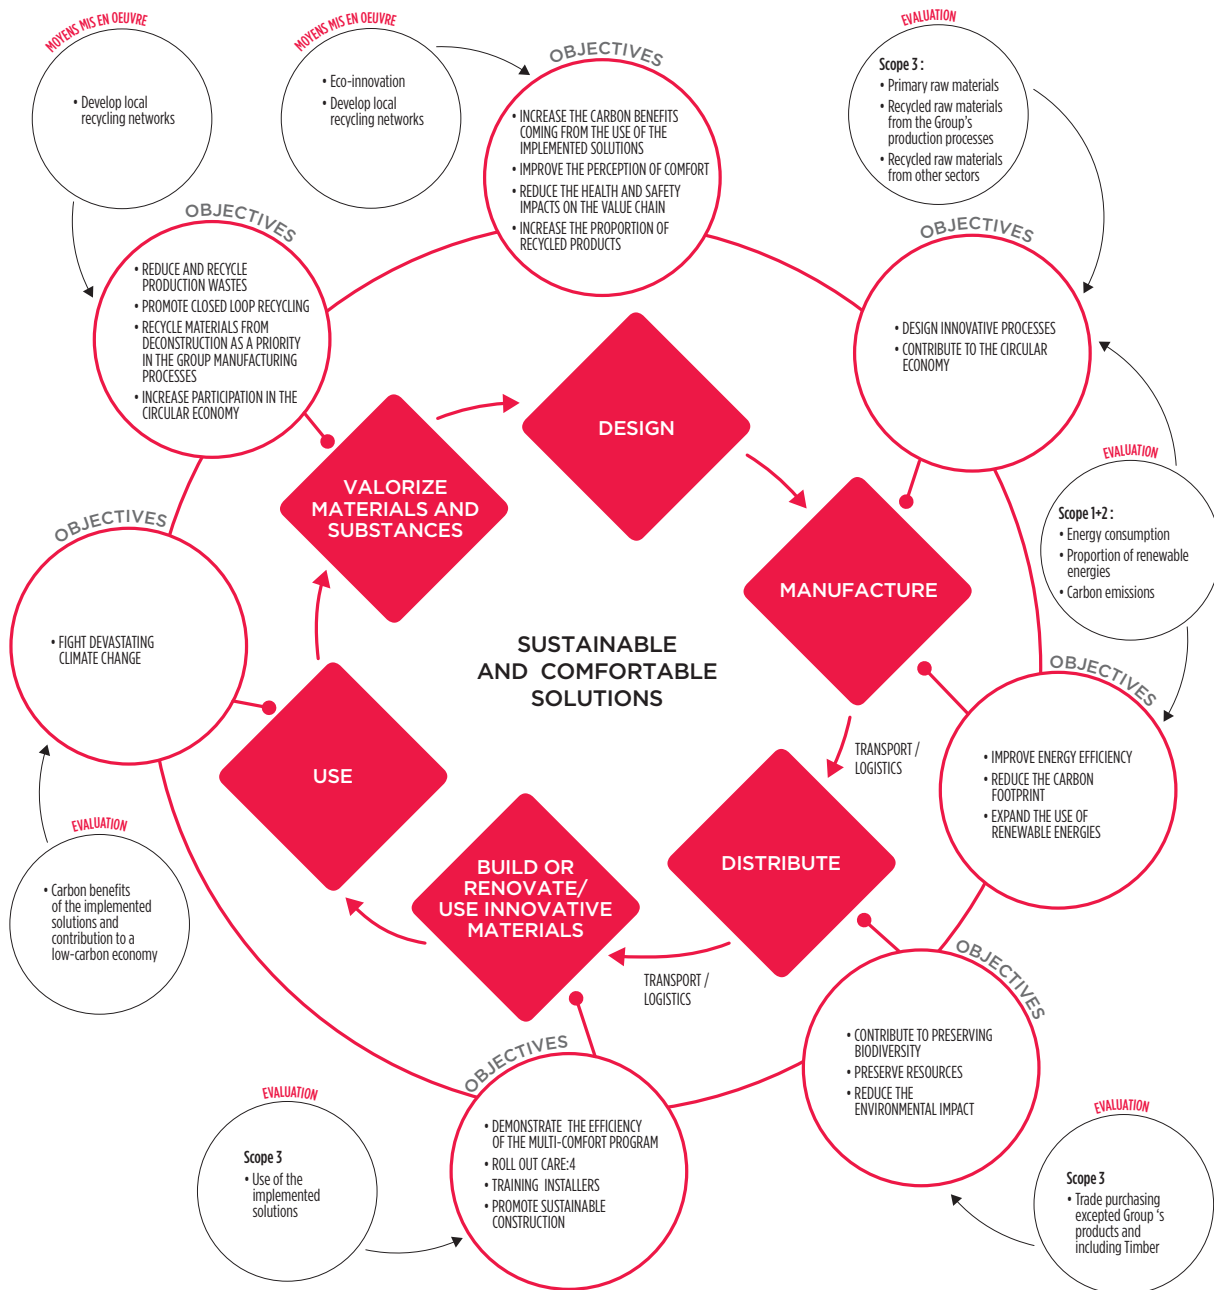 MOYENS MIS EN OEUVRE
• Develop local
recycling networks
MOYENS MIS EN OEUVRE
• Eco-innovation
• Develop local
recycling networks
OBJECTIVES
• INCREASE THE CARBON BENEFITS
COMING FROM THE USE OF THE
IMPLEMENTED SOLUTIONS
• IMPROVE THE PERCEPTION OF COMFORT
• REDUCE THE HEALTH AND SAFETY
IMPACTS ON THE VALUE CHAIN
• INCREASE THE PROPORTION OF
RECYCLED PRODUCTS
EVALUATION
Scope 3 :
• Primary raw materials
• Recycled raw materials
from the Group's
production processes
• Recycled raw materials
from other sectors
OBJECTIVES
• REDUCE AND RECYCLE
PRODUCTION WASTES
• PROMOTE CLOSED LOOP RECYCLING
• RECYCLE MATERIALS FROM
DECONSTRUCTION AS A PRIORITY
IN THE GROUP MANUFACTURING
PROCESSES
• INCREASE PARTICIPATION IN THE
CIRCULAR ECONOMY
OBJECTIVES
• DESIGN INNOVATIVE PROCESSES
• CONTRIBUTE TO THE CIRCULAR
ECONOMY
DESIGN
VALORIZE
MATERIALS AND
SUBSTANCES
MANUFACTURE
EVALUATION
Scope 1+2 :
• Energy consumption
• Proportion of renewable
energies
• Carbon emissions
OBJECTIVES
• FIGHT DEVASTATING
CLIMATE CHANGE
SUSTAINABLE
AND COMFORTABLE
SOLUTIONS
OBJECTIVES
• IMPROVE ENERGY EFFICIENCY
• REDUCE THE CARBON
FOOTPRINT
• EXPAND THE USE OF
RENEWABLE ENERGIES
TRANSPORT /
LOGISTICS
USE
DISTRIBUTE
BUILD OR
RENOVATE/
USE INNOVATIVE
MATERIALS
EVALUATION
• Carbon benefits
of the implemented
solutions and
contribution to a
low-carbon economy
TRANSPORT /
LOGISTICS
OBJECTIVES
• CONTRIBUTE TO PRESERVING
BIODIVERSITY
• PRESERVE RESOURCES
• REDUCE THE
ENVIRONMENTAL IMPACT
OBJECTIVES
• DEMONSTRATE THE EFFICIENCY
OF THE MULTI-COMFORT PROGRAM
• ROLL OUT CARE:4
• TRAINING INSTALLERS
• PROMOTE SUSTAINABLE
CONSTRUCTION
EVALUATION
Scope 3
• Use of the
implemented
solutions
EVALUATION
Scope 3
• Trade purchasing
excepted Group ‘s
products and
including Timber